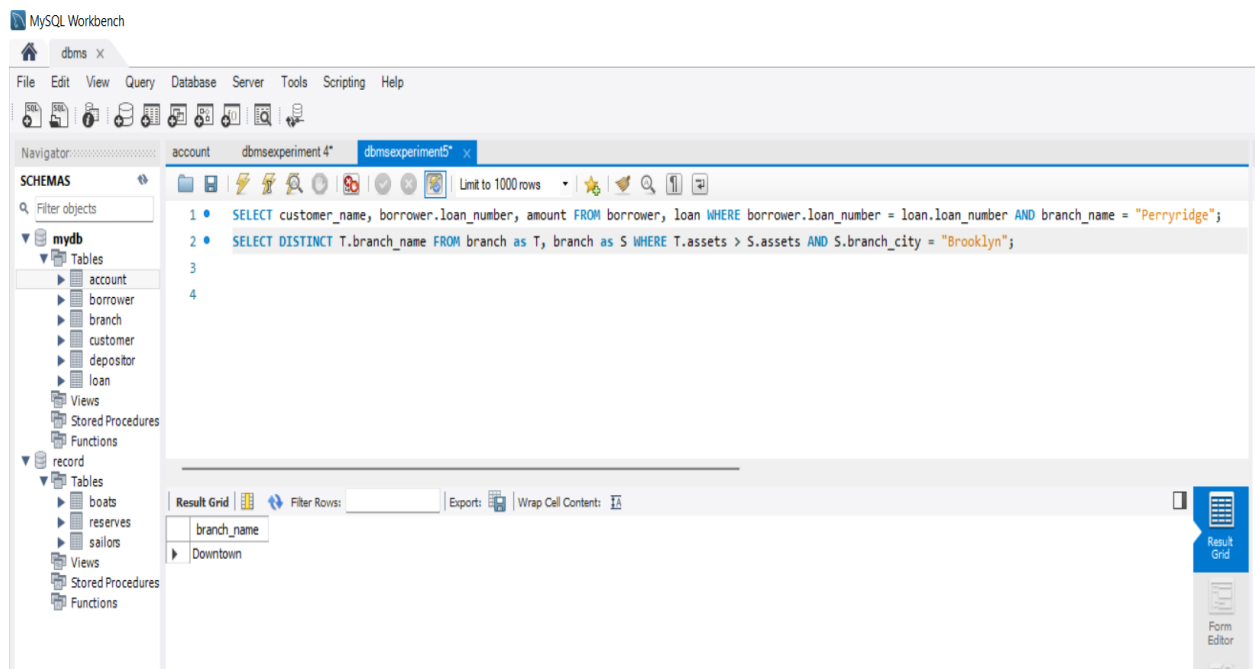 MySQL Workbench
dbms ×
File Edit View Query Database Server Tools Scripting Help
Navigator
account dbmsexperiment 4* dbmsexperiment5* ×
SCHEMAS
Limit to 1000 rows
Filter objects
1 SELECT customer_name, borrower.loan_number, amount FROM borrower, loan WHERE borrower.loan_number = loan.loan_number AND branch_name = "Perryridge";
2 SELECT DISTINCT T.branch_name FROM branch as T, branch as S WHERE T.assets > S.assets AND S.branch_city = "Brooklyn";
3
4
mydb
Tables
account
borrower
branch
customer
depositor
loan
Views
Stored Procedures
Functions
record
Tables
boats
reserves
sailors
Views
Stored Procedures
Functions
Result Grid Filter Rows: Export: Wrap Cell Content: IA
branch_name
Downtown
Result
Grid
Form
Editor